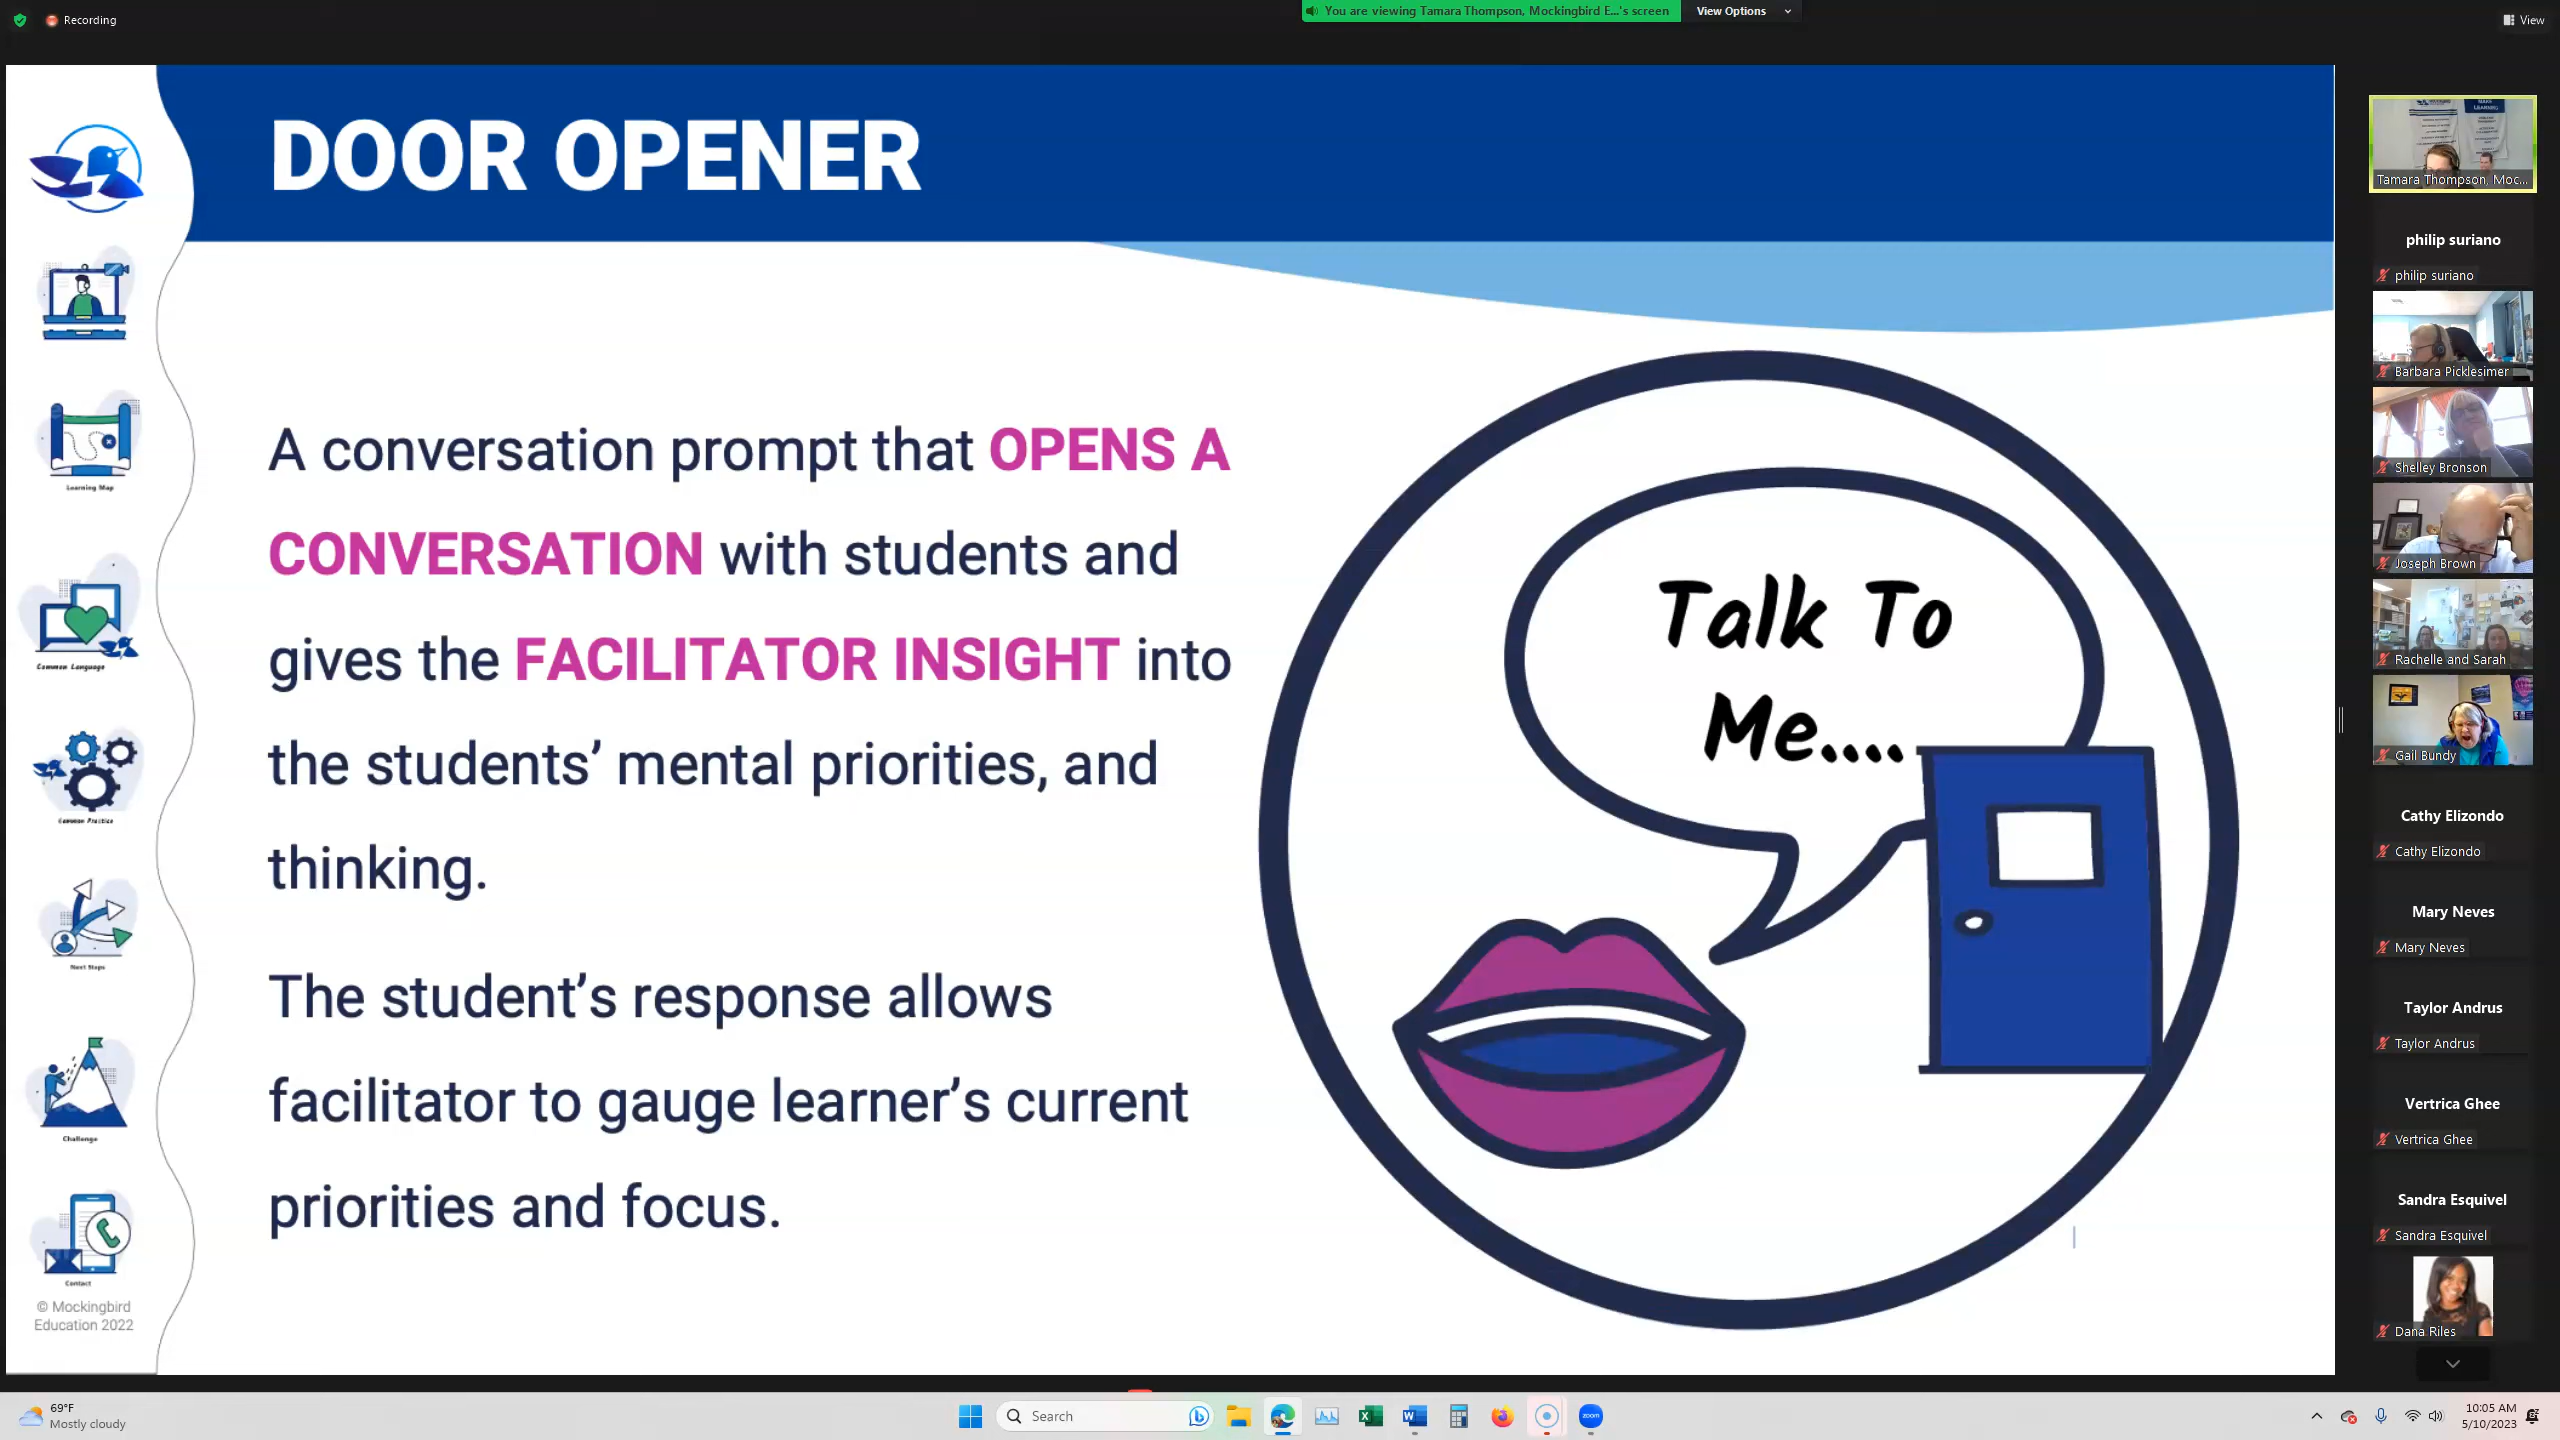 Recording
You are viewing Tamara Thompson, Mockingbird E...'s screen
View Options
View
DOOR OPENER
A conversation prompt that OPENS A
CONVERSATION with students and
gives the FACILITATOR INSIGHT into
the students’ mental priorities, and
thinking.
The student’s response allows
facilitator to gauge learner’s current
priorities and focus.
Talk To
Me....
Learning Map
Common Language
Common Practice
Next Steps
Challenge
Contact
© Mockingbird
Education 2022
Tamara Thompson, Moc...
philip suriano
philip suriano
Barbara Picklesimer
Shelley Bronson
Joseph Brown
Rachelle and Sarah
Gail Bundy
Cathy Elizondo
Cathy Elizondo
Mary Neves
Mary Neves
Taylor Andrus
Taylor Andrus
Vertrica Ghee
Vertrica Ghee
Sandra Esquivel
Sandra Esquivel
Dana Riles
69°F
Mostly cloudy
Search
zoom
10:05 AM
5/10/2023